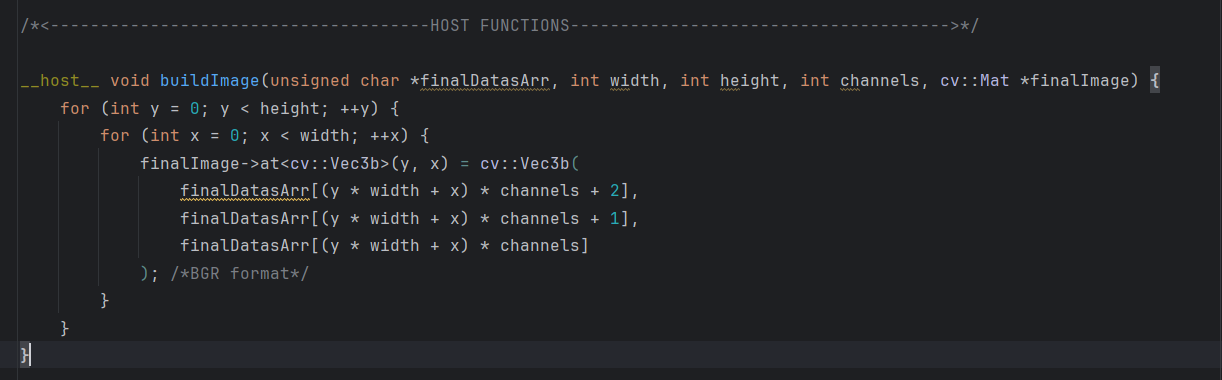 /*<--------------------------------------HOST FUNCTIONS-------------------------------------->*/
__host__ void buildImage(unsigned char *finalDatasArr, int width, int height, int channels, cv::Mat *finalImage) {
    for (int y = 0; y < height; ++y) {
        for (int x = 0; x < width; ++x) {
            finalImage->at<cv::Vec3b>(y, x) = cv::Vec3b(
                finalDatasArr[(y * width + x) * channels + 2],
                finalDatasArr[(y * width + x) * channels + 1],
                finalDatasArr[(y * width + x) * channels]
            ); /*BGR format*/
        }
    }
}